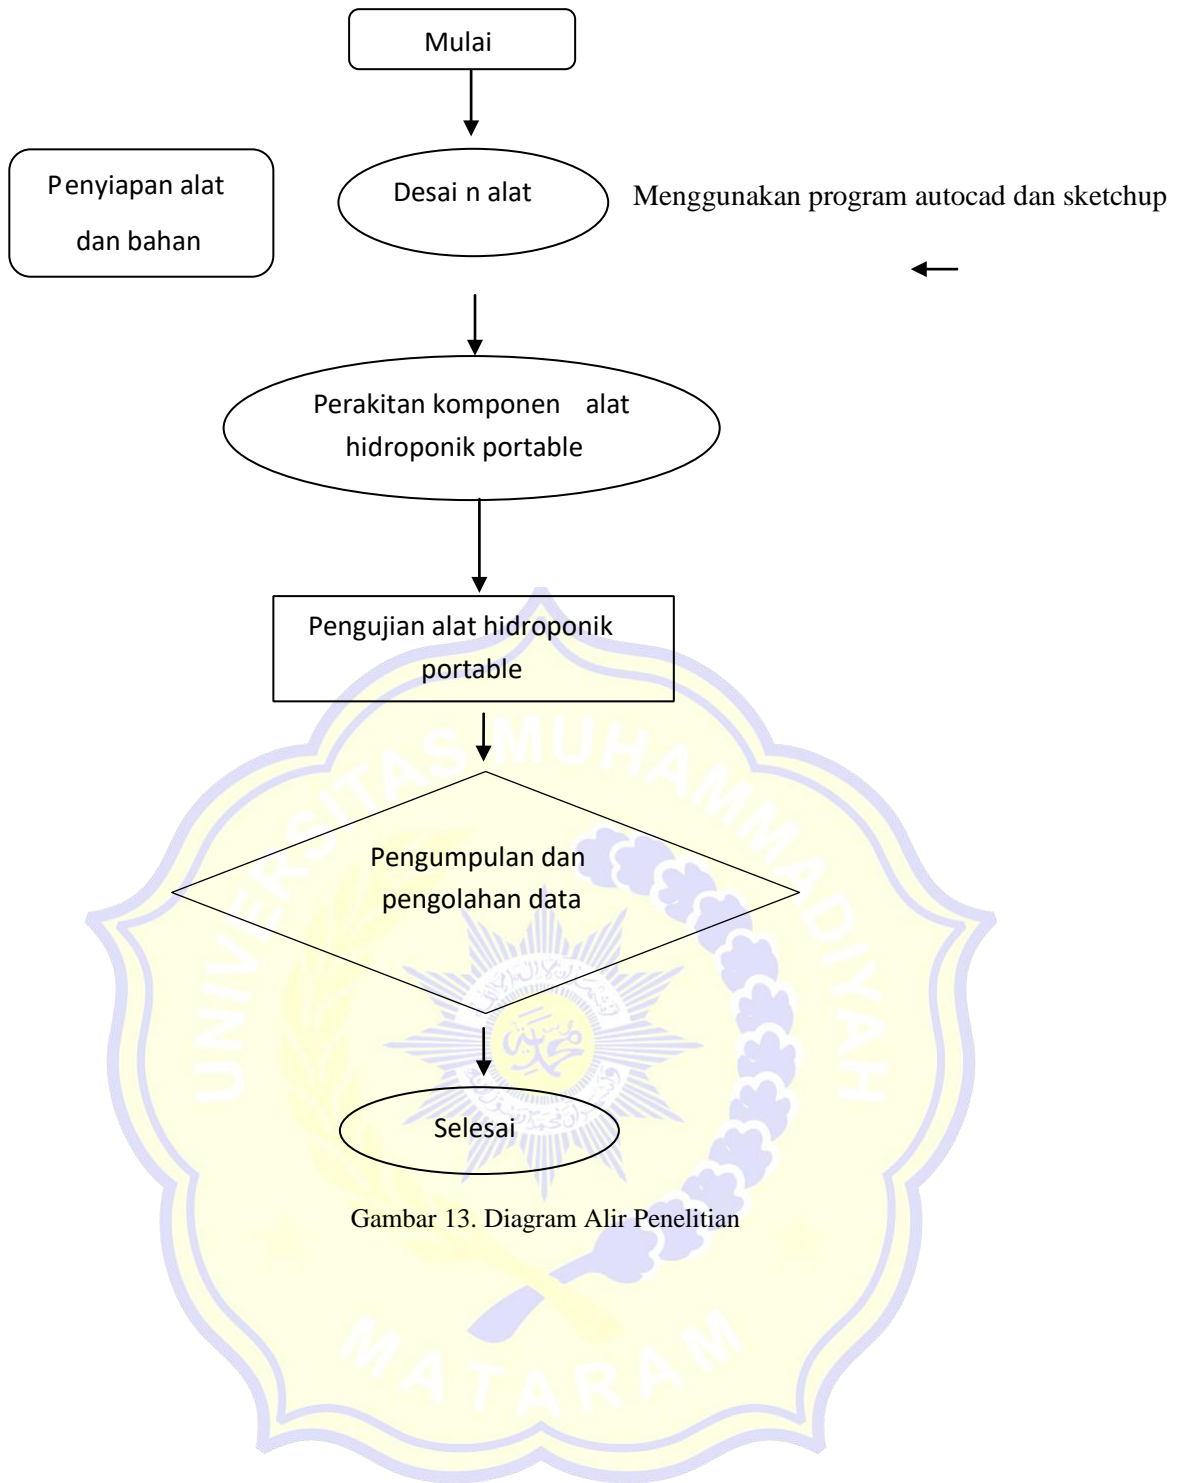 Mulai
Penyiapan alat
dan bahan
Desai n alat
Menggunakan program autocad dan sketchup
Perakitan komponen alat
hidroponik portable
Pengujian alat hidroponik
portable
Pengumpulan dan
pengolahan data
Selesai
Gambar 13. Diagram Alir Penelitian
UNIVERSITAS MUHAMMADIYAH
MATARAM